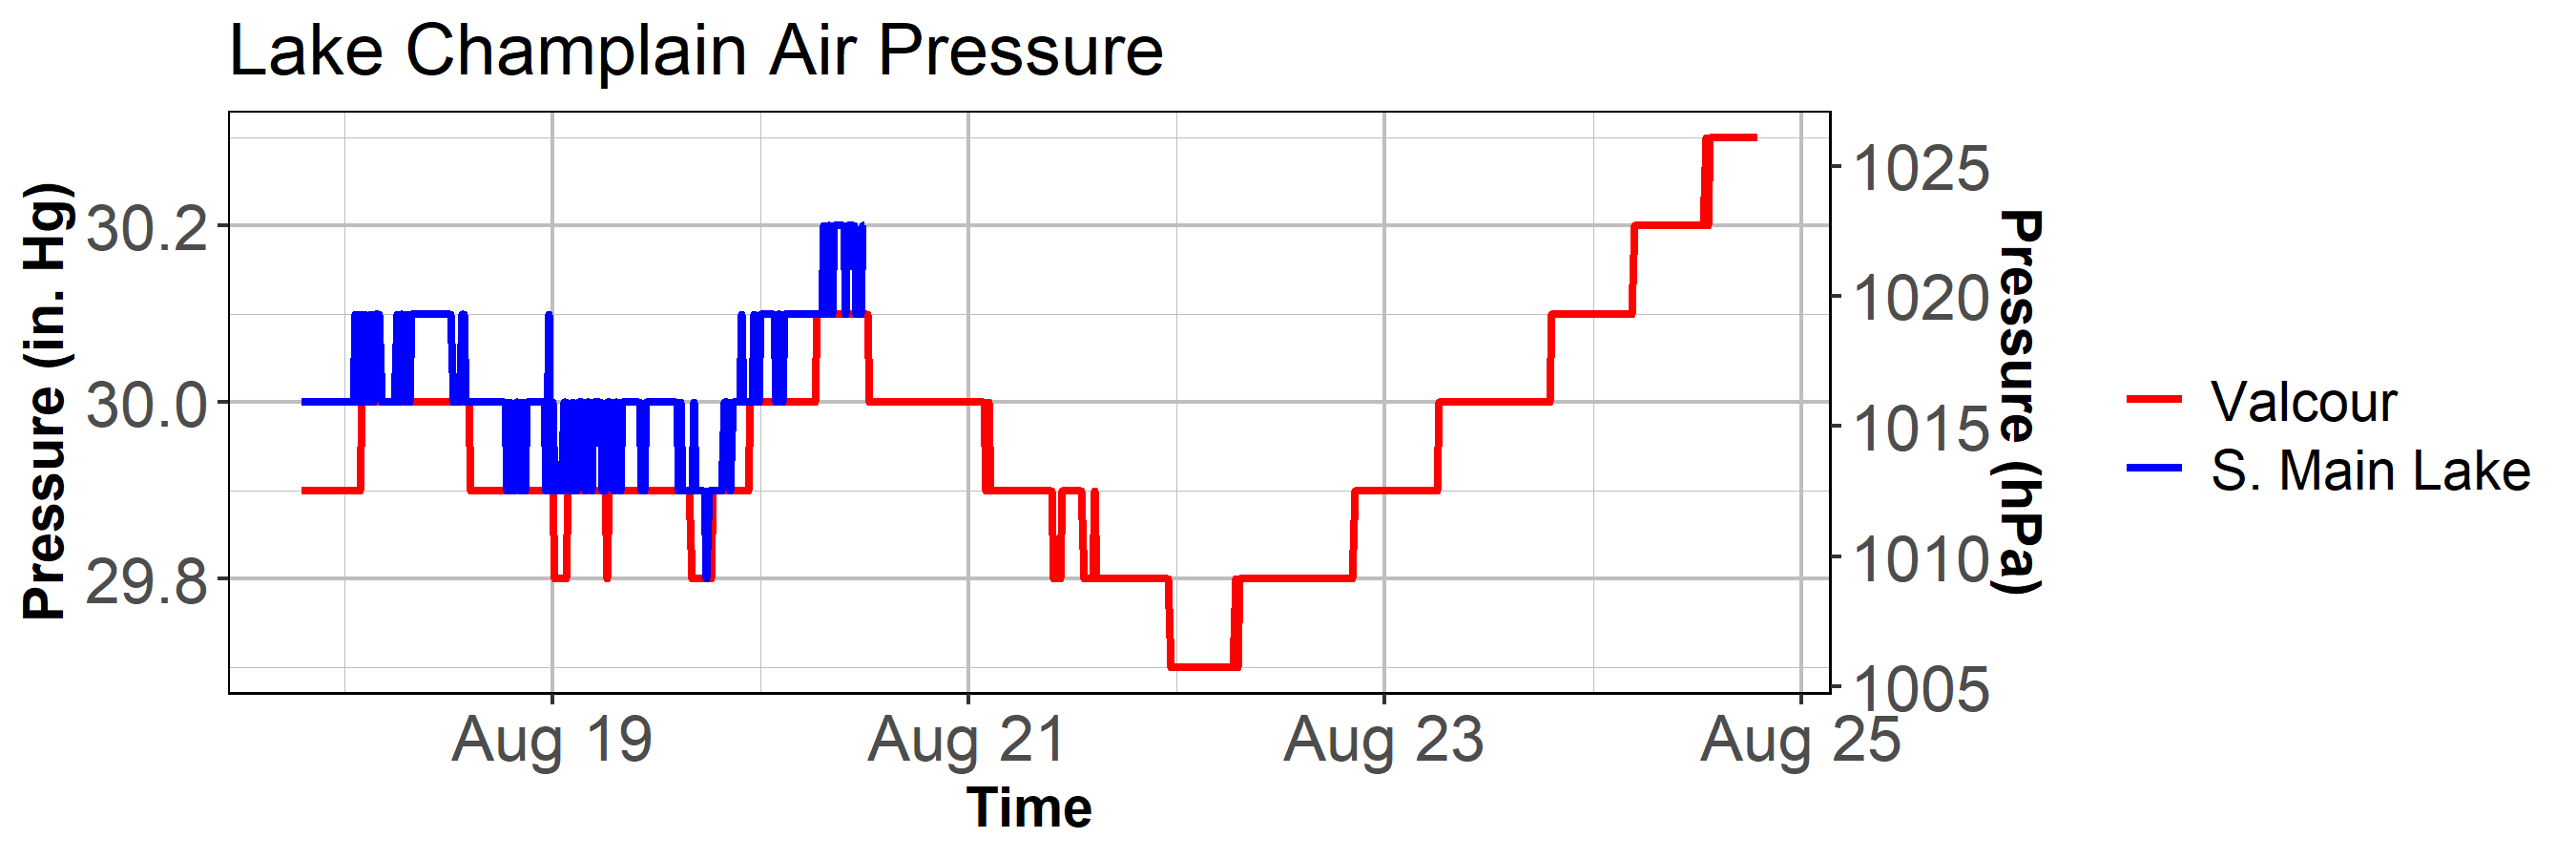 Lake Champlain Air Pressure
Pressure (in. Hg)
30.2
30.0
29.8
1025
1020
1015
1010
1005
Pressure (hPa)
Aug 19
Aug 21
Aug 23
Aug 25
Time
Valcour
S. Main Lake